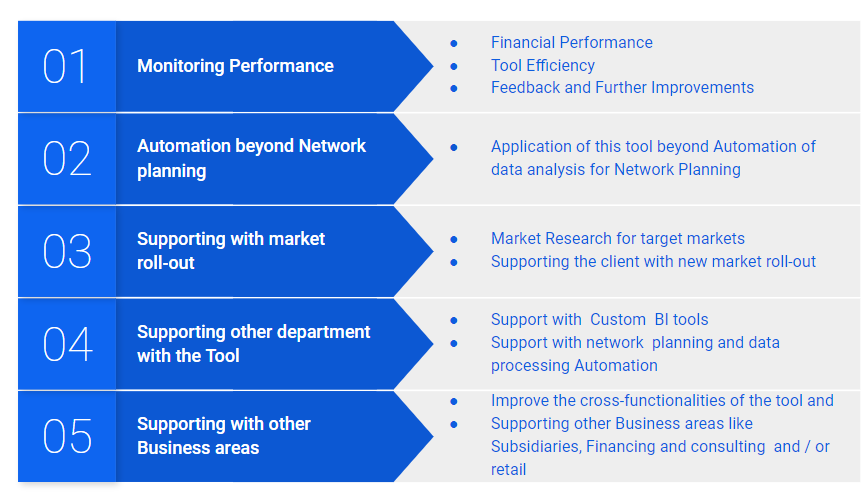 01
Monitoring Performance
● Financial Performance
● Tool Efficiency
● Feedback and Further Improvements
02
Automation beyond Network
planning
● Application of this tool beyond Automation of
data analysis for Network Planning
03
Supporting with market
roll-out
● Market Research for target markets
● Supporting the client with new market roll-out
04
Supporting other department
with the Tool
● Support with Custom BI tools
● Support with network planning and data
processing Automation
05
Supporting with other
Business areas
● Improve the cross-functionalities of the tool and
● Supporting other Business areas like
Subsidiaries, Financing and consulting and / or
retail